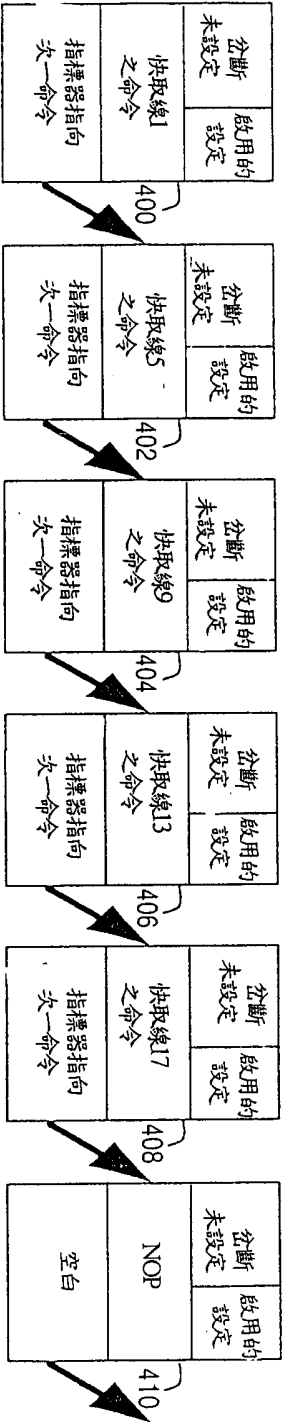 岔斷
未設定
啟用的
設定
快取線1
之命令
指標器指向
次一命令
400
岔斷
未設定
啟用的
設定
快取線5
之命令
指標器指向
次一命令
402
岔斷
未設定
啟用的
設定
快取線9
之命令
指標器指向
次一命令
404
岔斷
未設定
啟用的
設定
快取線13
之命令
指標器指向
次一命令
406
岔斷
未設定
啟用的
設定
快取線17
之命令
指標器指向
次一命令
408
岔斷
未設定
啟用的
設定
NOP
空白
410